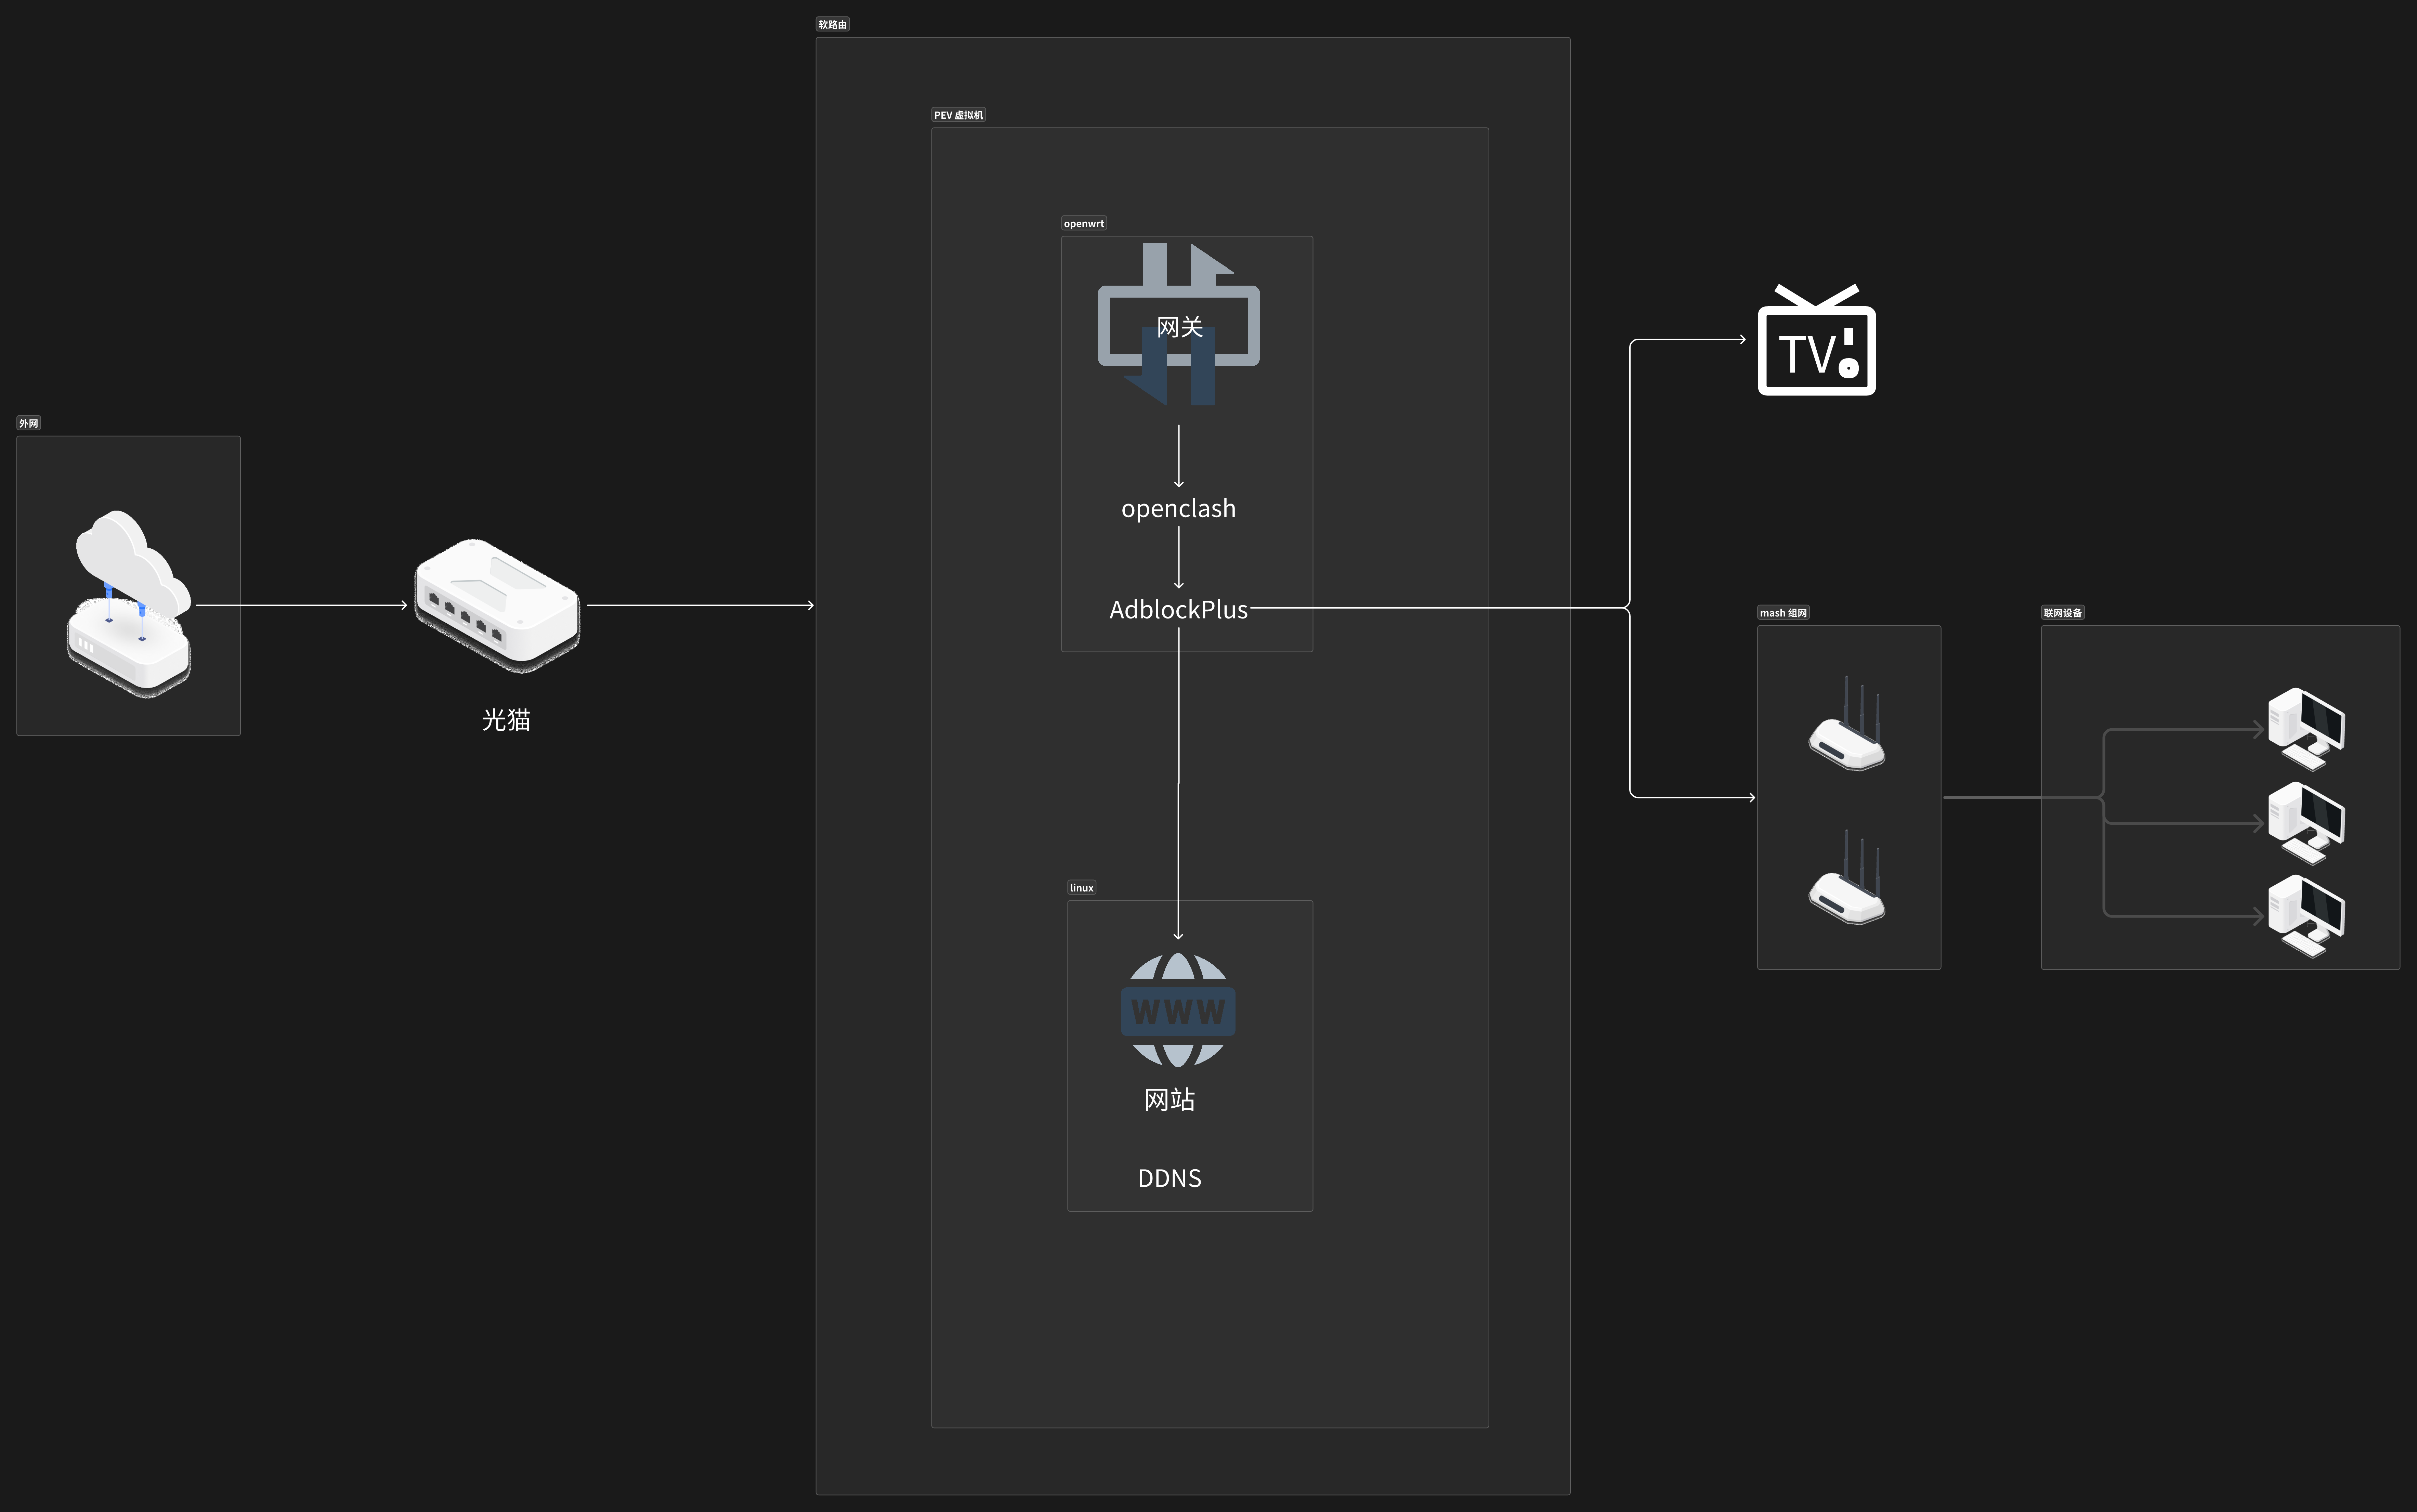 软路由
PEV 虚拟机
openwrt
网关
openclash
AdblockPlus
外网
光猫
linux
WWW
网站
DDNS
TV
mash 组网
联网设备